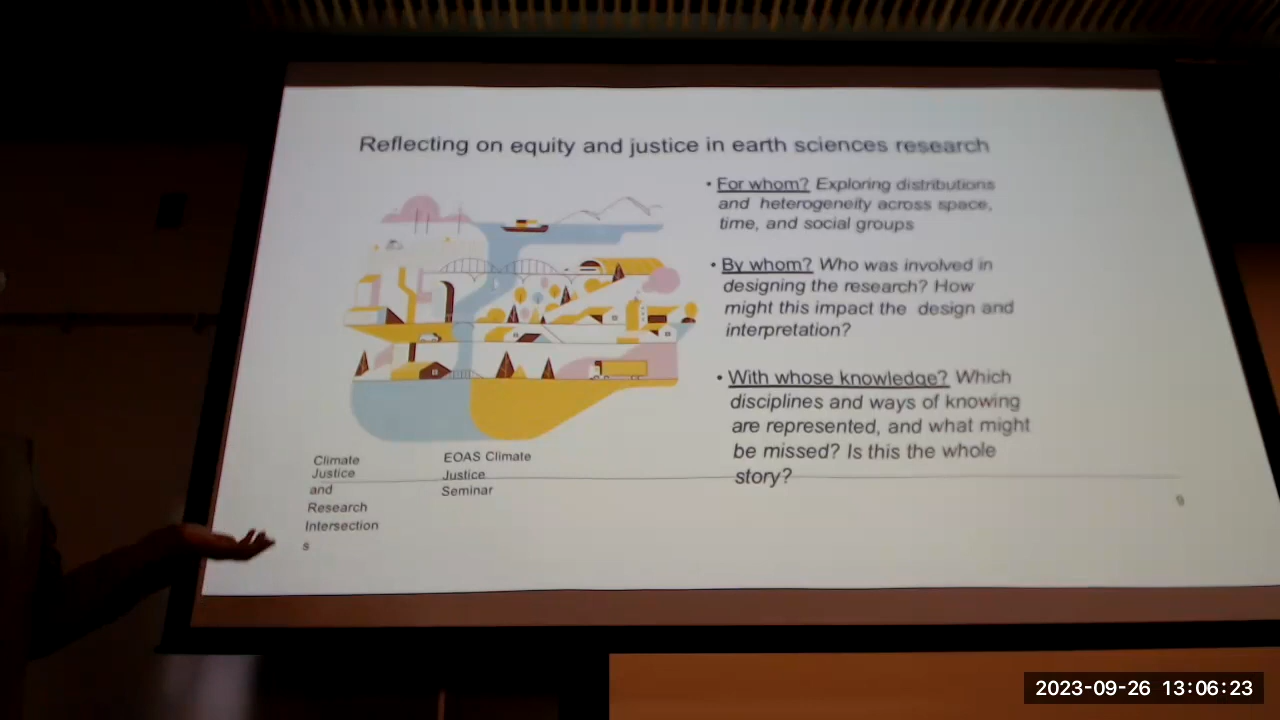 Reflecting on equity and justice in earth sciences research
• For whom? Exploring distributions
and heterogeneity across space,
time, and social groups
• By whom? Who was involved in
designing the research? How
might this impact the design and
interpretation?
• With whose knowledge? Which
disciplines and ways of knowing
are represented, and what might
be missed? Is this the whole
story?
Climate
Justice
and
Research
Intersection
s
EOAS Climate
Justice
Seminar
9
2023-09-26 13:06:23